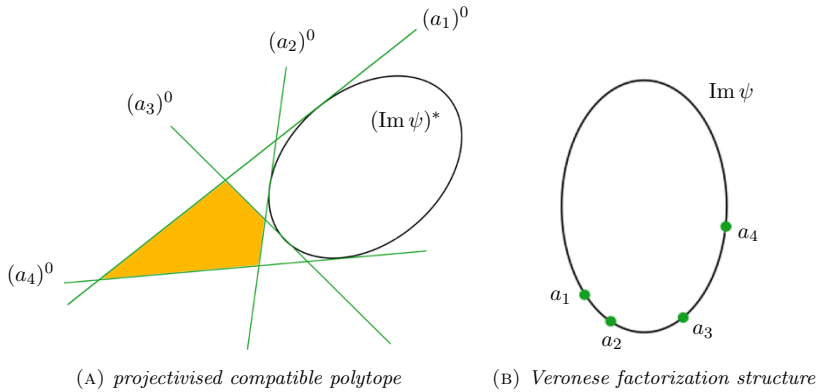 (a₁)⁰
(a₂)⁰
(a₃)⁰
(Im ψ)*
(a₄)⁰
Im ψ
a₄
a₁
a₂
a₃
(A) projectivised compatible polytope
(B) Veronese factorization structure